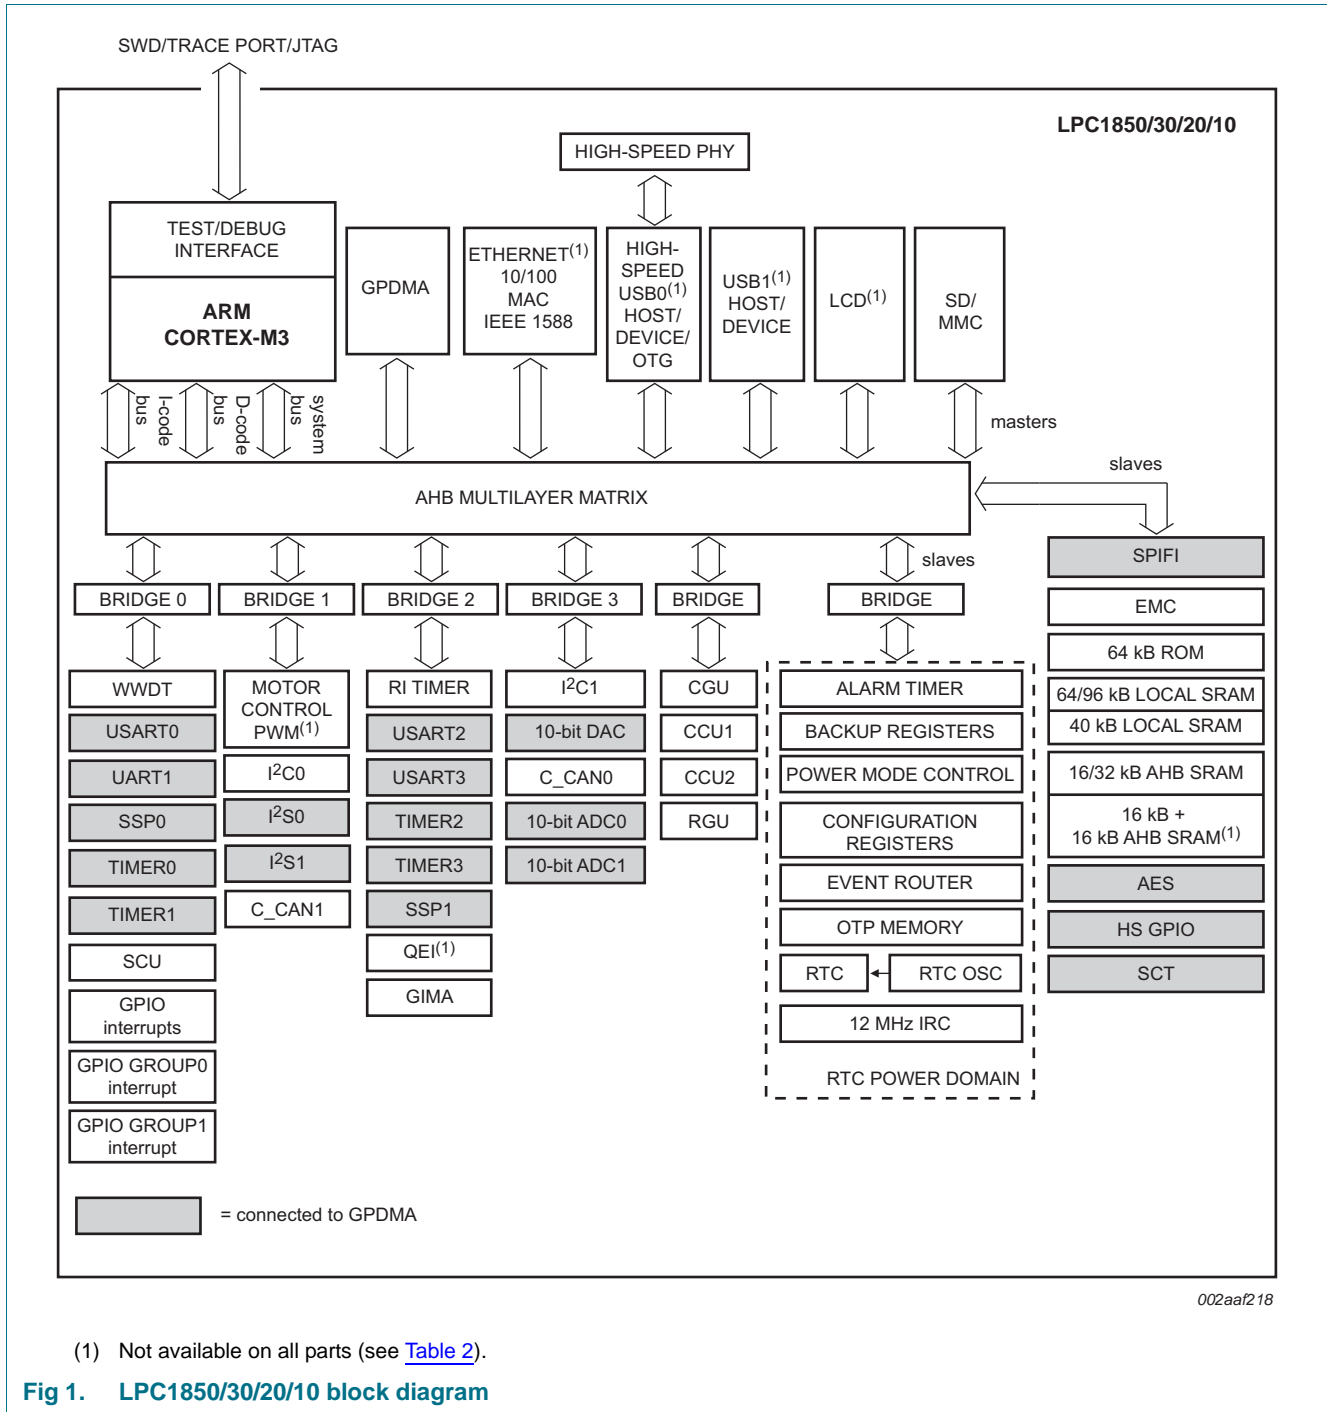 SWD/TRACE PORT/JTAG
LPC1850/30/20/10
HIGH-SPEED PHY
TEST/DEBUG
INTERFACE
ARM
CORTEX-M3
GPDMA
ETHERNET(1)
10/100
MAC
IEEE 1588
HIGH-
SPEED
USB0(1)
HOST/
DEVICE/
OTG
USB1(1)
HOST/
DEVICE
LCD(1)
SD/
MMC
I-code
bus
D-code
bus
system
bus
masters
slaves
AHB MULTILAYER MATRIX
slaves
BRIDGE 0
BRIDGE 1
BRIDGE 2
BRIDGE 3
BRIDGE
BRIDGE
WWDT
USART0
UART1
SSP0
TIMER0
TIMER1
SCU
GPIO
interrupts
GPIO GROUP0
interrupt
GPIO GROUP1
interrupt
MOTOR
CONTROL
PWM(1)
I2C0
I2S0
I2S1
C_CAN1
RI TIMER
USART2
USART3
TIMER2
TIMER3
SSP1
QEI(1)
GIMA
I2C1
10-bit DAC
C_CAN0
10-bit ADC0
10-bit ADC1
CGU
CCU1
CCU2
RGU
ALARM TIMER
BACKUP REGISTERS
POWER MODE CONTROL
CONFIGURATION
REGISTERS
EVENT ROUTER
OTP MEMORY
RTC
RTC OSC
12 MHz IRC
RTC POWER DOMAIN
SPIFI
EMC
64 kB ROM
64/96 kB LOCAL SRAM
40 kB LOCAL SRAM
16/32 kB AHB SRAM
16 kB +
16 kB AHB SRAM(1)
AES
HS GPIO
SCT
= connected to GPDMA
002aaf218
(1) Not available on all parts (see Table 2).
Fig 1. LPC1850/30/20/10 block diagram